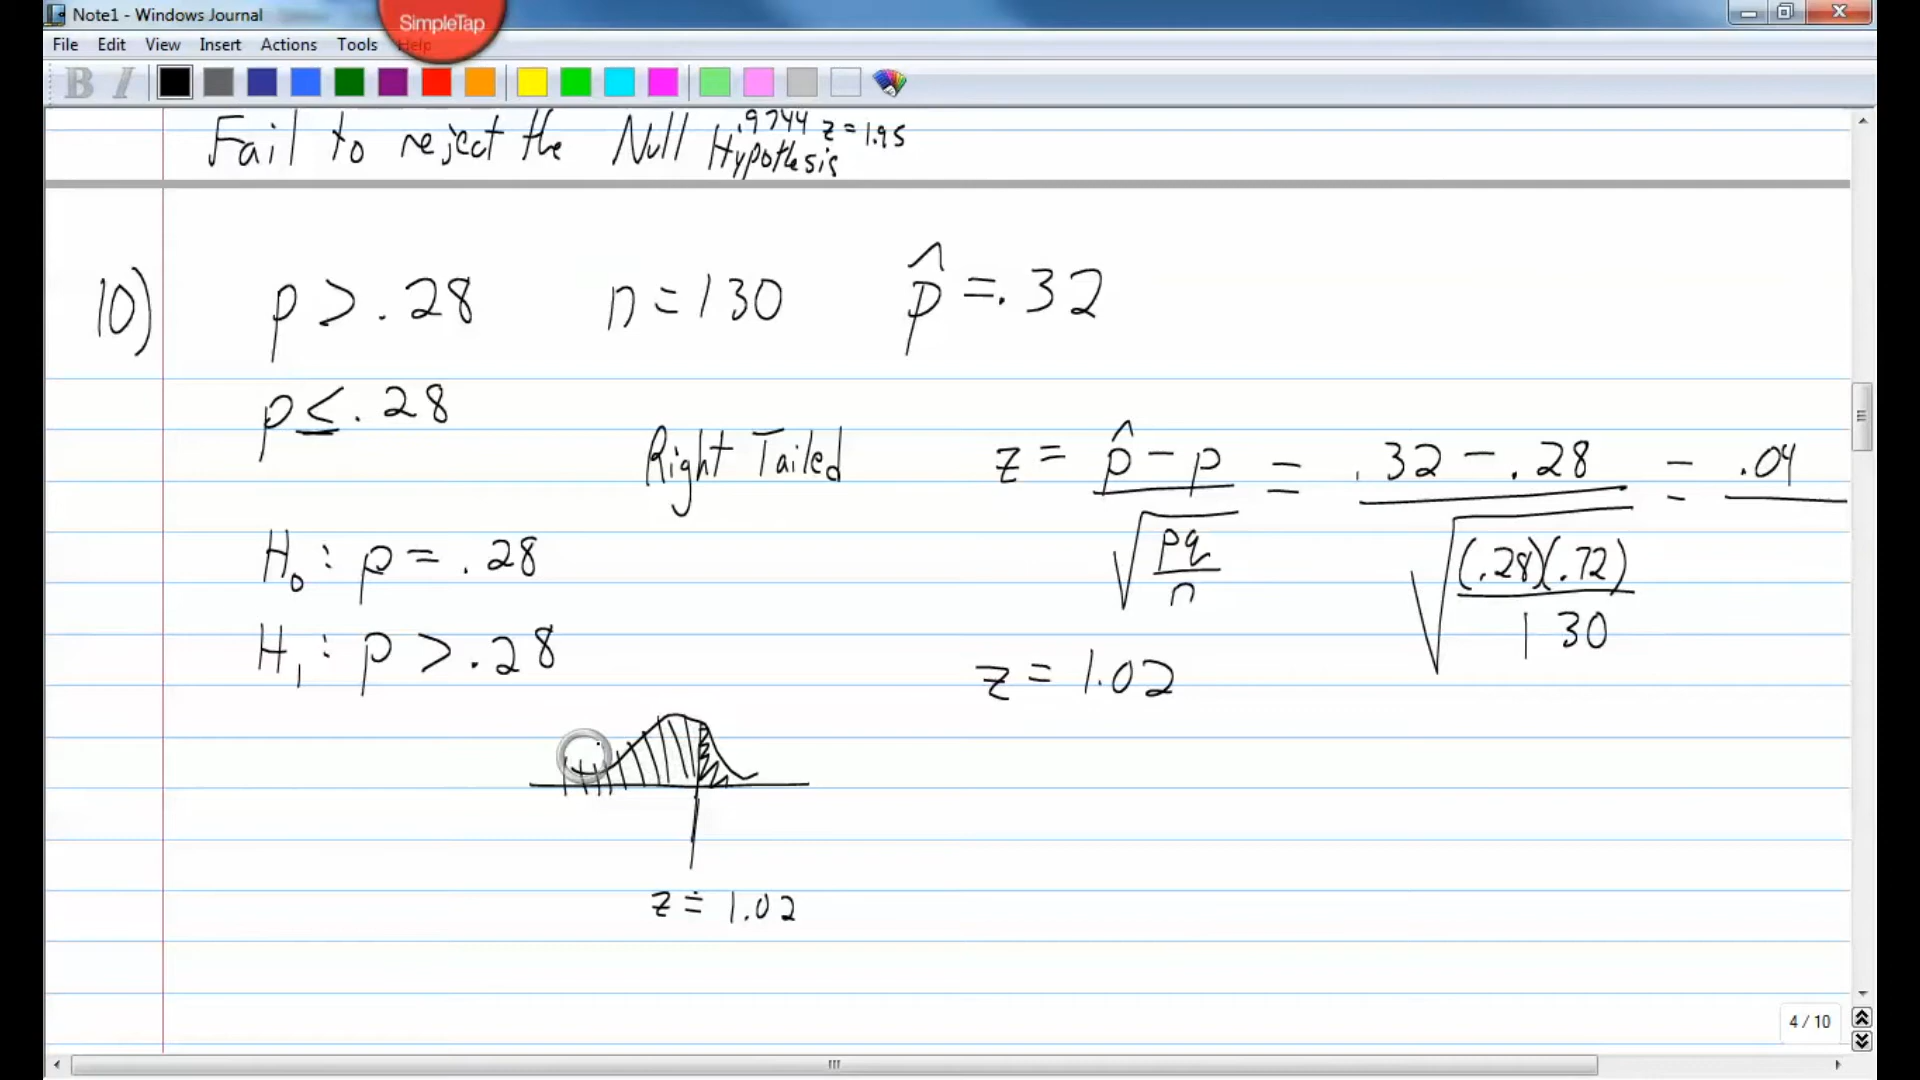 Note1 - Windows Journal
SimpleTap
File Edit View Insert Actions Tools Help
B I
.9744 z = 1.95
Fail to reject the Null Hypothesis
10) p > .28 n = 130 p̂ = .32
p ≤ .28
Right Tailed
z = p̂ - p / √(pq/n) = .32 - .28 / √((.28)(.72)/130) = .04
H₀ : p = .28
H₁ : p > .28
z = 1.02
z = 1.02
4 / 10